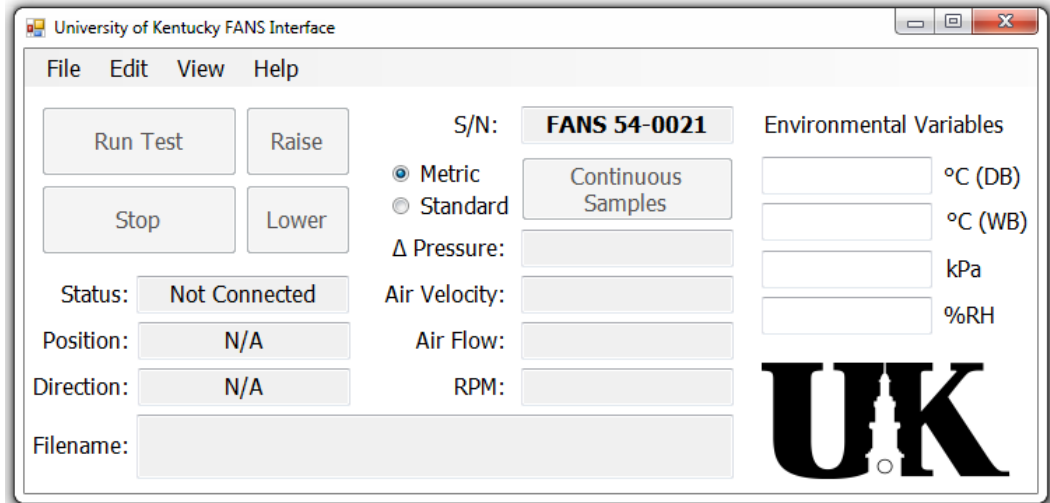 University of Kentucky FANS Interface
File Edit View Help
Run Test
Raise
Stop
Lower
Status: Not Connected
Position: N/A
Direction: N/A
Filename:
S/N: FANS 54-0021
Metric
Standard
Continuous
Samples
Δ Pressure:
Air Velocity:
Air Flow:
RPM:
Environmental Variables
°C (DB)
°C (WB)
kPa
%RH
UK